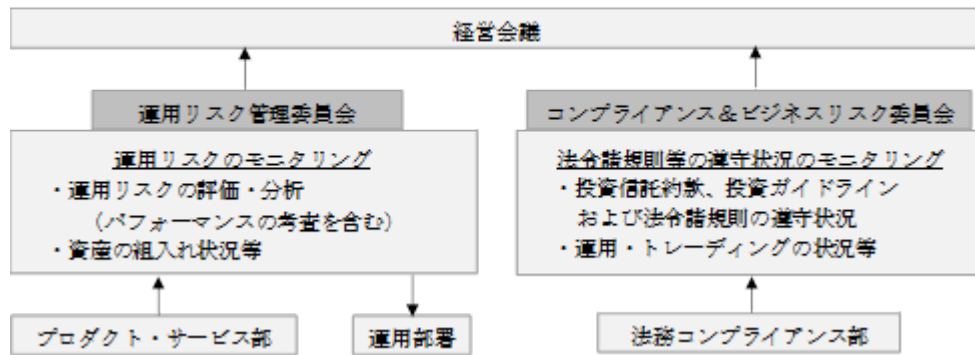 経営会議
運用リスク管理委員会
運用リスクのモニタリング
・運用リスクの評価・分析
（パフォーマンスの考査を含む）
・資産の組入れ状況等
プロダクト・サービス部
運用部署
コンプライアンス＆ビジネスリスク委員会
法令諸規則等の遵守状況のモニタリング
・投資信託約款、投資ガイドライン
および法令諸規則の遵守状況
・運用・トレーディングの状況等
法務コンプライアンス部